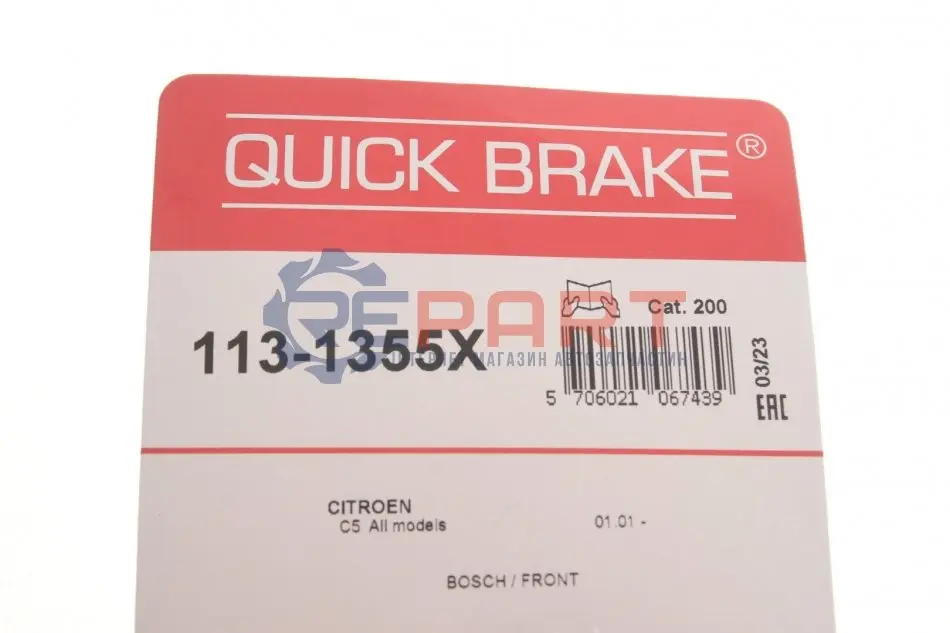 QUICK BRAKE®
REPART
ИНТЕРНЕТ МАГАЗИН АВТОЗАПЧАСТИН
113-1355X
Cat. 200
5 706021 067439
03/23
EAC
CITROEN
C5 All models 01.01 -
BOSCH / FRONT